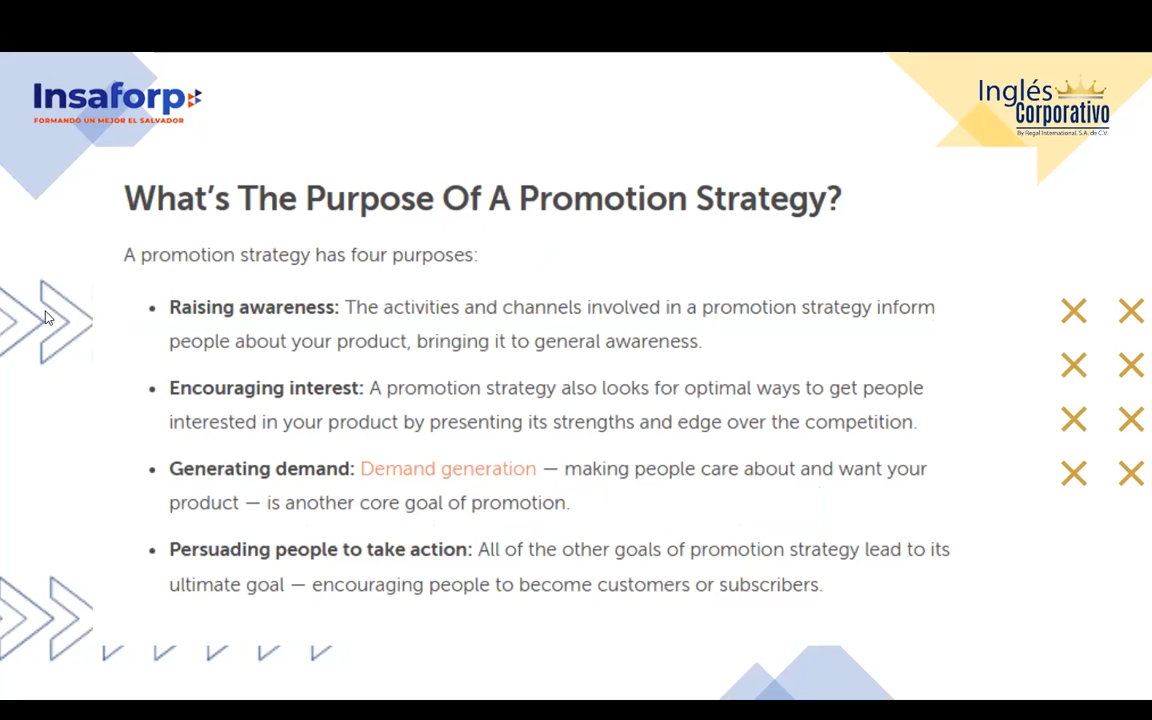 Insaforp
FORMANDO UN MEJOR EL SALVADOR
Inglés
Corporativo
By Regal International, S.A. de C.V.
What's The Purpose Of A Promotion Strategy?
A promotion strategy has four purposes:
• Raising awareness: The activities and channels involved in a promotion strategy inform
people about your product, bringing it to general awareness.
• Encouraging interest: A promotion strategy also looks for optimal ways to get people
interested in your product by presenting its strengths and edge over the competition.
• Generating demand: Demand generation — making people care about and want your
product — is another core goal of promotion.
• Persuading people to take action: All of the other goals of promotion strategy lead to its
ultimate goal — encouraging people to become customers or subscribers.